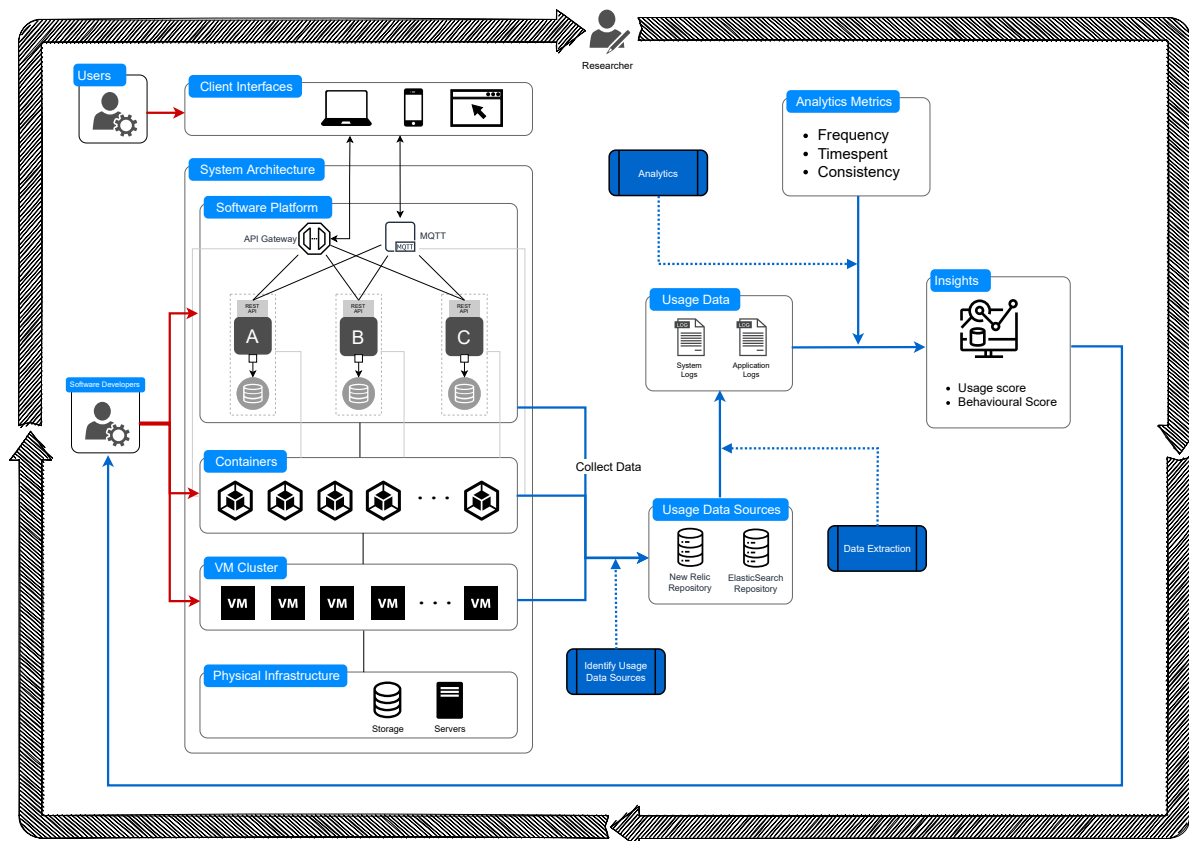 Researcher
Users
Client Interfaces
System Architecture
Software Platform
API Gateway
MQTT
MQTT
REST
API
REST
API
REST
API
A
B
C
Software Developers
Containers
VM Cluster
VM
VM
VM
VM
VM
Physical Infrastructure
Storage
Servers
Collect Data
Analytics Metrics
• Frequency
• Timespent
• Consistency
Analytics
Usage Data
LOG
LOG
System
Logs
Application
Logs
Insights
• Usage score
• Behavioural Score
Usage Data Sources
New Relic
Repository
ElasticSearch
Repository
Data Extraction
Identify Usage
Data Sources